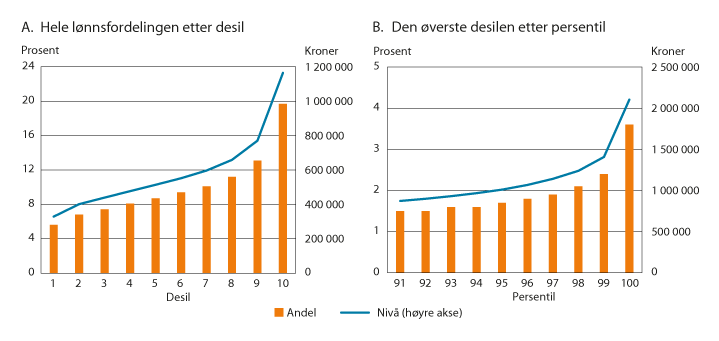 A. Hele lønnsfordelingen etter desil
Prosent
Kroner
24
20
16
12
8
4
0
1 200 000
1 000 000
800 000
600 000
400 000
200 000
0
1 2 3 4 5 6 7 8 9 10
Desil
B. Den øverste desilen etter persentil
Prosent
Kroner
5
4
3
2
1
0
2 500 000
2 000 000
1 500 000
1 000 000
500 000
0
91 92 93 94 95 96 97 98 99 100
Persentil
Andel
Nivå (høyre akse)